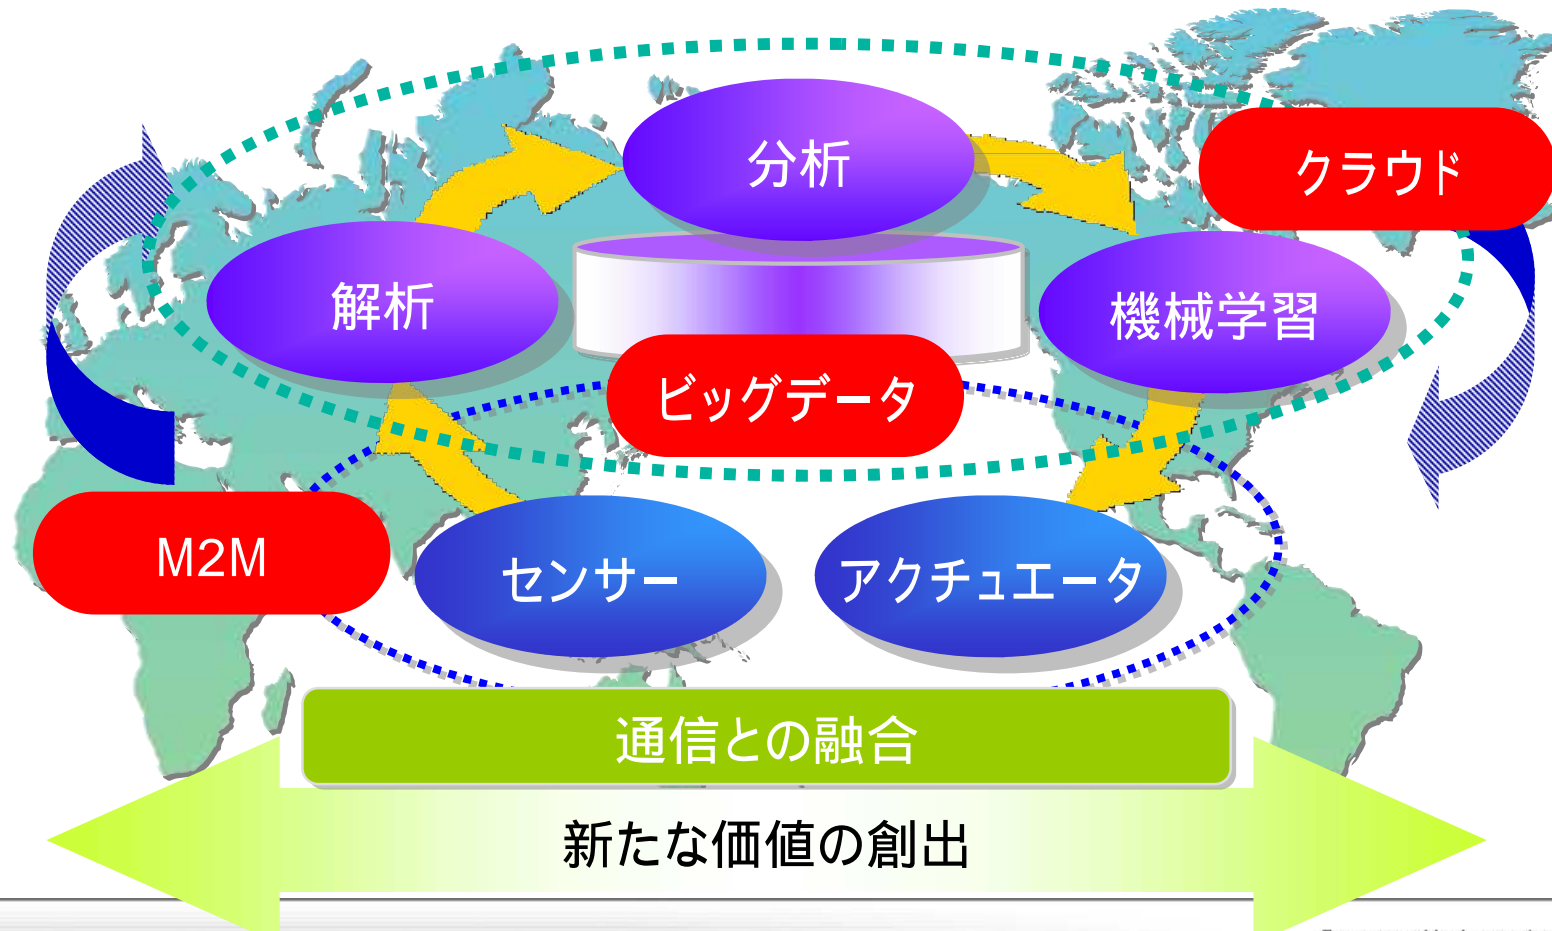 分析
クラウド
解析
機械学習
ビッグデータ
M2M
センサー
アクチュエータ
通信との融合
新たな価値の創出